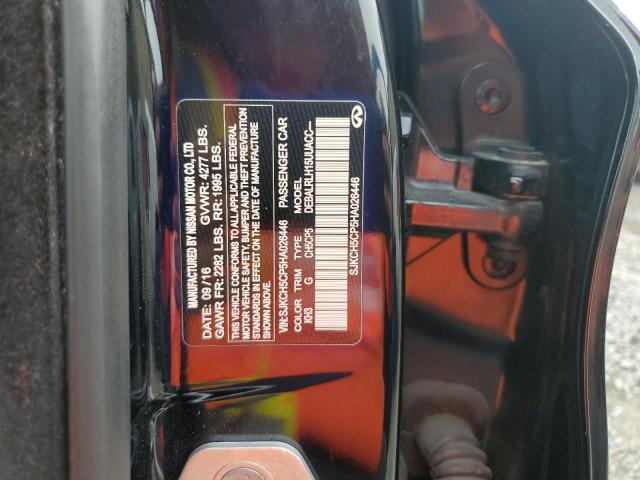 MANUFACTURED BY NISSAN MOTOR CO., LTD
DATE: 09 / 16 GVWR: 4277 LBS.
GAWR FR: 2282 LBS. RR: 1995 LBS.
THIS VEHICLE CONFORMS TO ALL APPLICABLE FEDERAL
MOTOR VEHICLE SAFETY, BUMPER AND THEFT PREVENTION
STANDARDS IN EFFECT ON THE DATE OF MANUFACTURE
SHOWN ABOVE.
VIN:SJKCH5CP5HA026446 PASSENGER CAR
COLOR TRIM TYPE MODEL
KH3 G CH5CP5 DEBALRLH15UUACC---
SJKCH5CP5HA026446